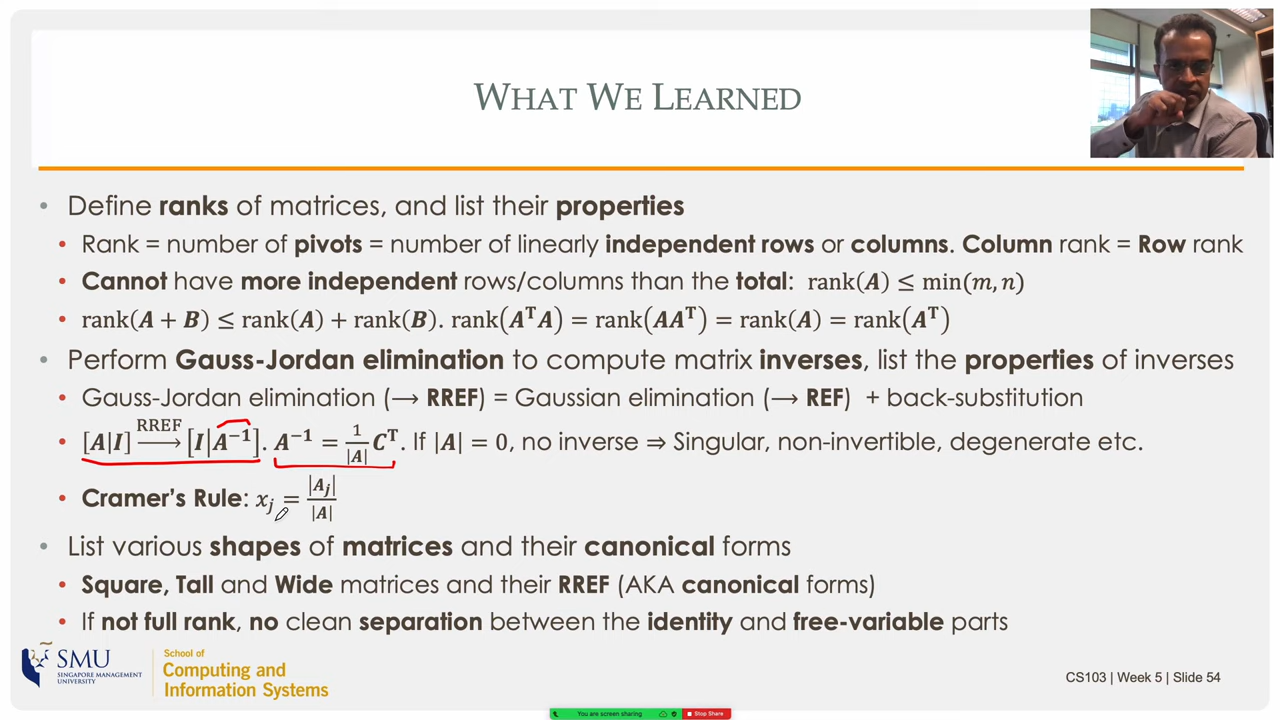 WHAT WE LEARNED
• Define ranks of matrices, and list their properties
• Rank = number of pivots = number of linearly independent rows or columns. Column rank = Row rank
• Cannot have more independent rows/columns than the total: rank(A) ≤ min(m, n)
• rank(A + B) ≤ rank(A) + rank(B). rank(AᵀA) = rank(AAᵀ) = rank(A) = rank(Aᵀ)
• Perform Gauss-Jordan elimination to compute matrix inverses, list the properties of inverses
• Gauss-Jordan elimination (→ RREF) = Gaussian elimination (→ REF) + back-substitution
• [A|I] RREF→ [I|A⁻¹]. A⁻¹ = 1/|A| Cᵀ. If |A| = 0, no inverse ⇒ Singular, non-invertible, degenerate etc.
• Cramer's Rule: xⱼ = |Aⱼ|/|A|
• List various shapes of matrices and their canonical forms
• Square, Tall and Wide matrices and their RREF (AKA canonical forms)
• If not full rank, no clean separation between the identity and free-variable parts
SMU
SINGAPORE MANAGEMENT
UNIVERSITY
School of
Computing and
Information Systems
CS103 | Week 5 | Slide 54
You are screen sharing
Stop Share